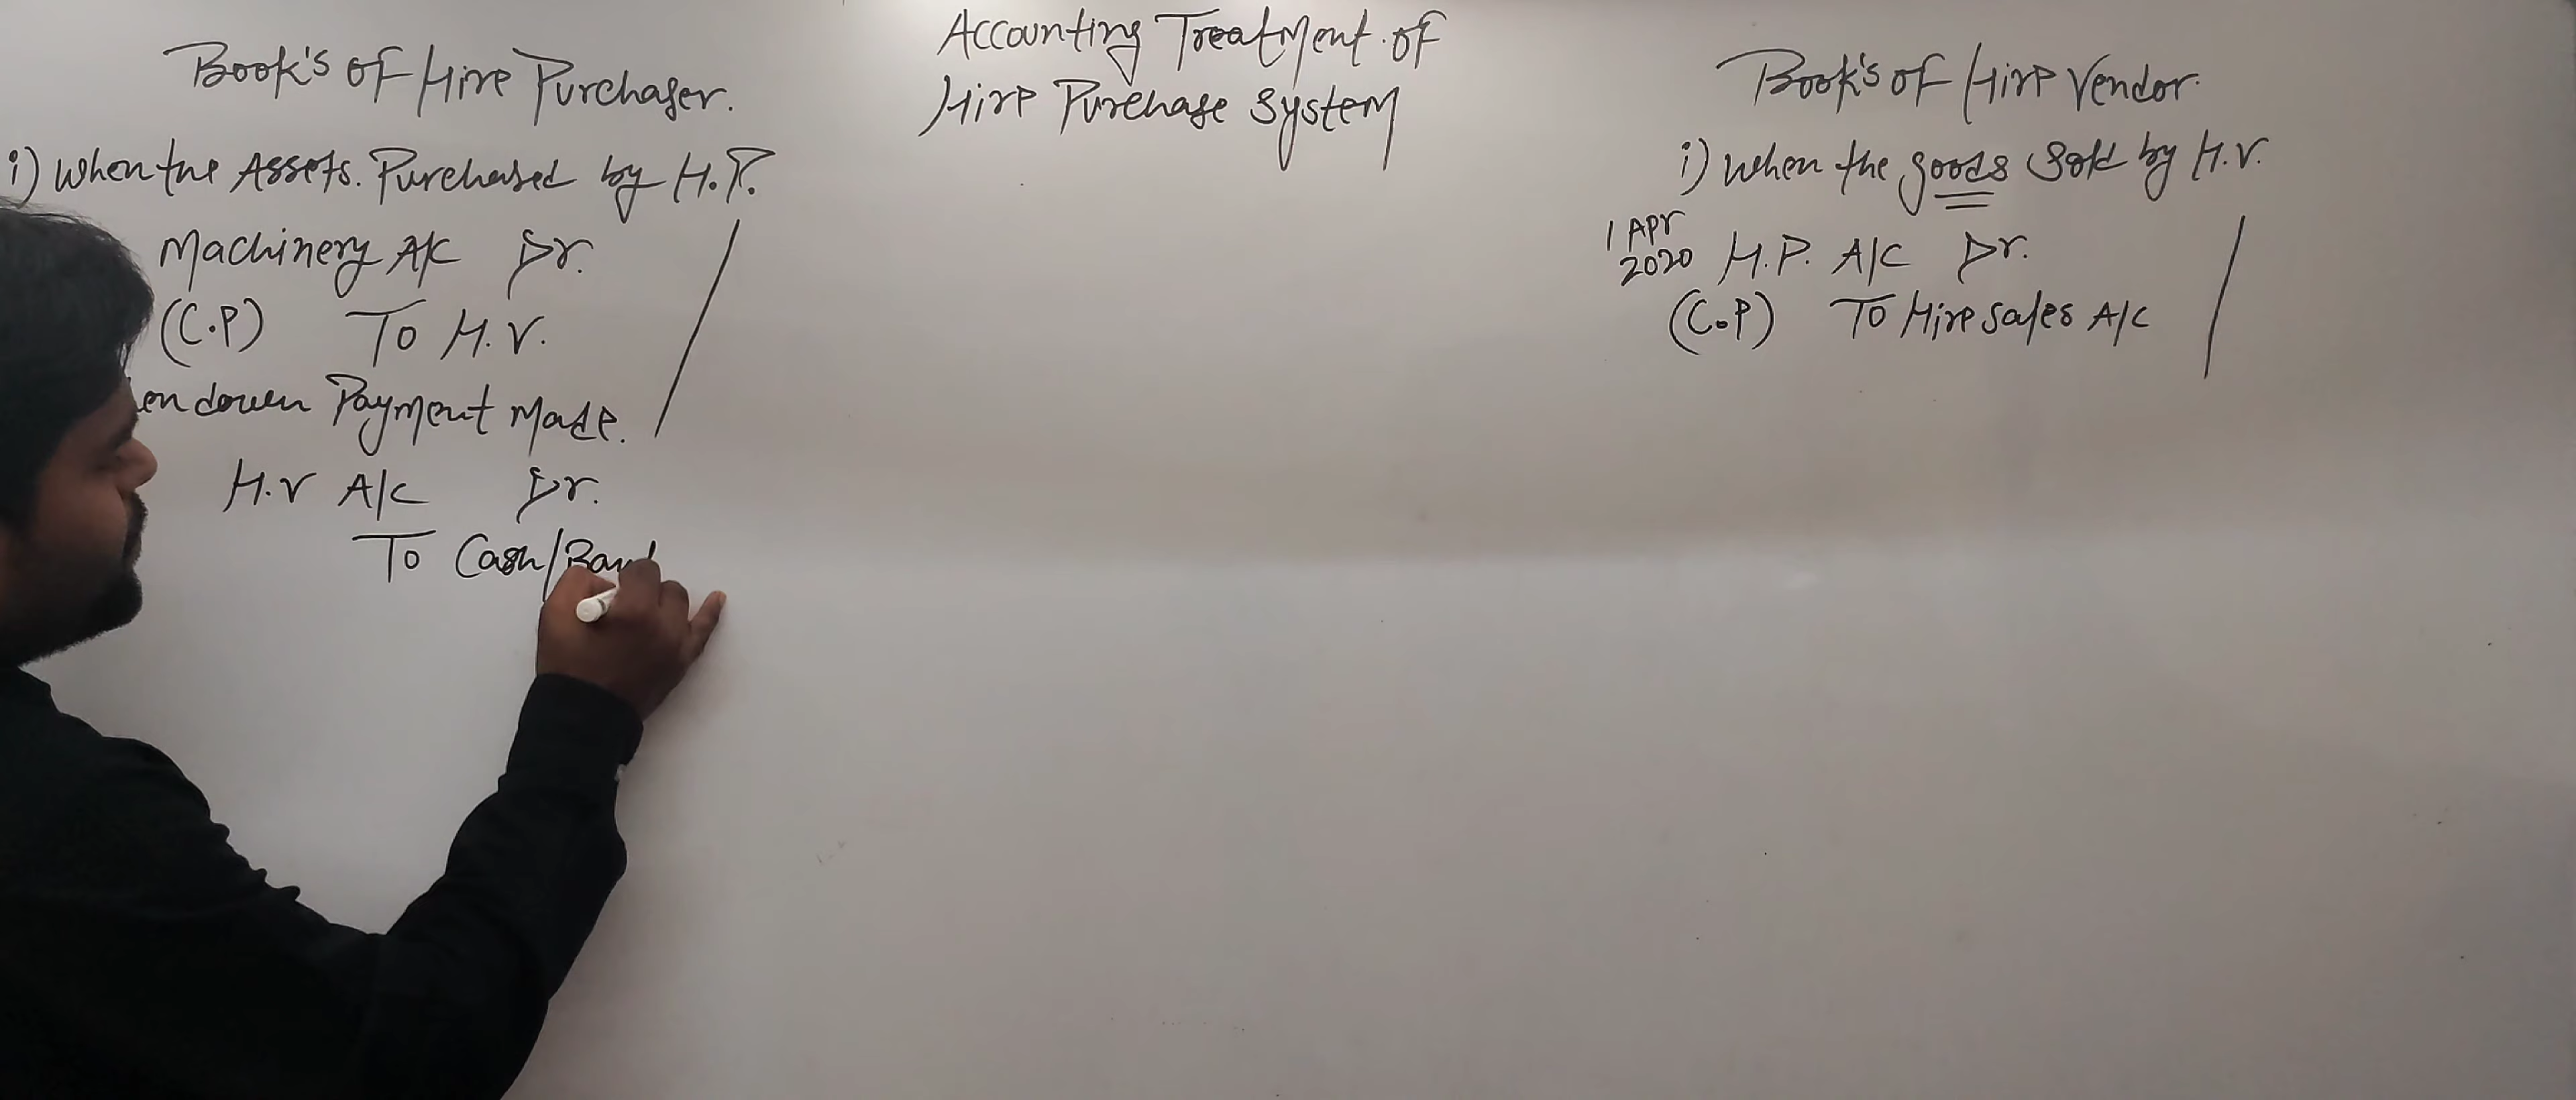 Accounting Treatment of
Hire Purchase System
Book's of Hire Purchaser.
i) When the Assets. Purchased by H.P.
Machinery A/c Dr.
(C.P) To H.V.
down Payment Made.
H.V A/c Dr.
To Cash/
Book's of Hire Vendor.
i) When the goods Sold by H.V.
1 Apr
2020 H.P. A/c Dr.
(C.P) To Hire Sales A/c